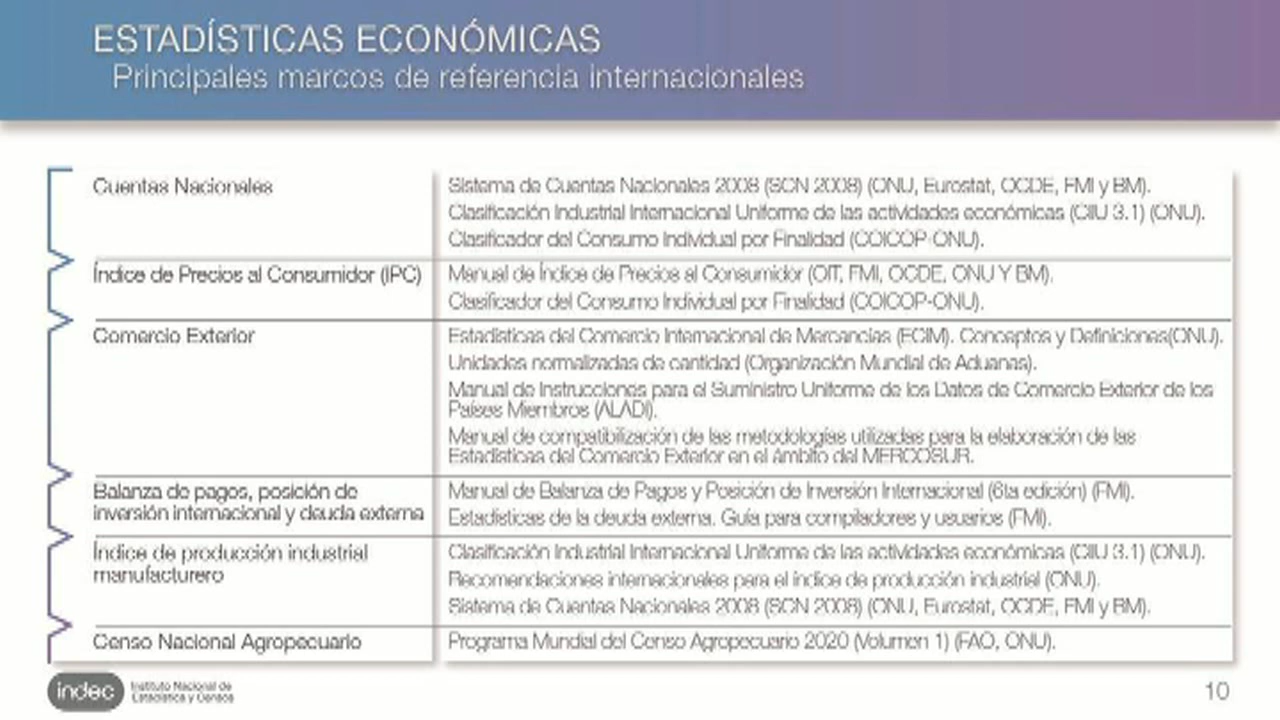 ESTADÍSTICAS ECONÓMICAS
Principales marcos de referencia internacionales
Cuentas Nacionales
Sistema de Cuentas Nacionales 2008 (SCN 2008) (ONU, Eurostat, OCDE, FMI y BM).
Clasificación Industrial Internacional Uniforme de las actividades económicas (CIIU 3.1) (ONU).
Clasificador del Consumo Individual por Finalidad (COICOP-ONU).
Índice de Precios al Consumidor (IPC)
Manual de Índice de Precios al Consumidor (OIT, FMI, OCDE, ONU Y BM).
Clasificador del Consumo Individual por Finalidad (COICOP-ONU).
Comercio Exterior
Estadísticas del Comercio Internacional de Mercancías (ECIM). Conceptos y Definiciones(ONU).
Unidades normalizadas de cantidad (Organización Mundial de Aduanas).
Manual de Instrucciones para el Suministro Uniforme de los Datos de Comercio Exterior de los
Países Miembros (ALADI).
Manual de compatibilización de las metodologías utilizadas para la elaboración de las
Estadísticas del Comercio Exterior en el ámbito del MERCOSUR.
Balanza de pagos, posición de
inversión internacional y deuda externa
Manual de Balanza de Pagos y Posición de Inversión Internacional (6ta edición) (FMI).
Estadísticas de la deuda externa. Guía para compiladores y usuarios (FMI).
Índice de producción industrial
manufacturero
Clasificación Industrial Internacional Uniforme de las actividades económicas (CIIU 3.1) (ONU).
Recomendaciones internacionales para el índice de producción industrial (ONU).
Sistema de Cuentas Nacionales 2008 (SCN 2008) (ONU, Eurostat, OCDE, FMI y BM).
Censo Nacional Agropecuario
Programa Mundial del Censo Agropecuario 2020 (Volumen 1) (FAO, ONU).
indec
Instituto Nacional de
Estadística y Censos
10